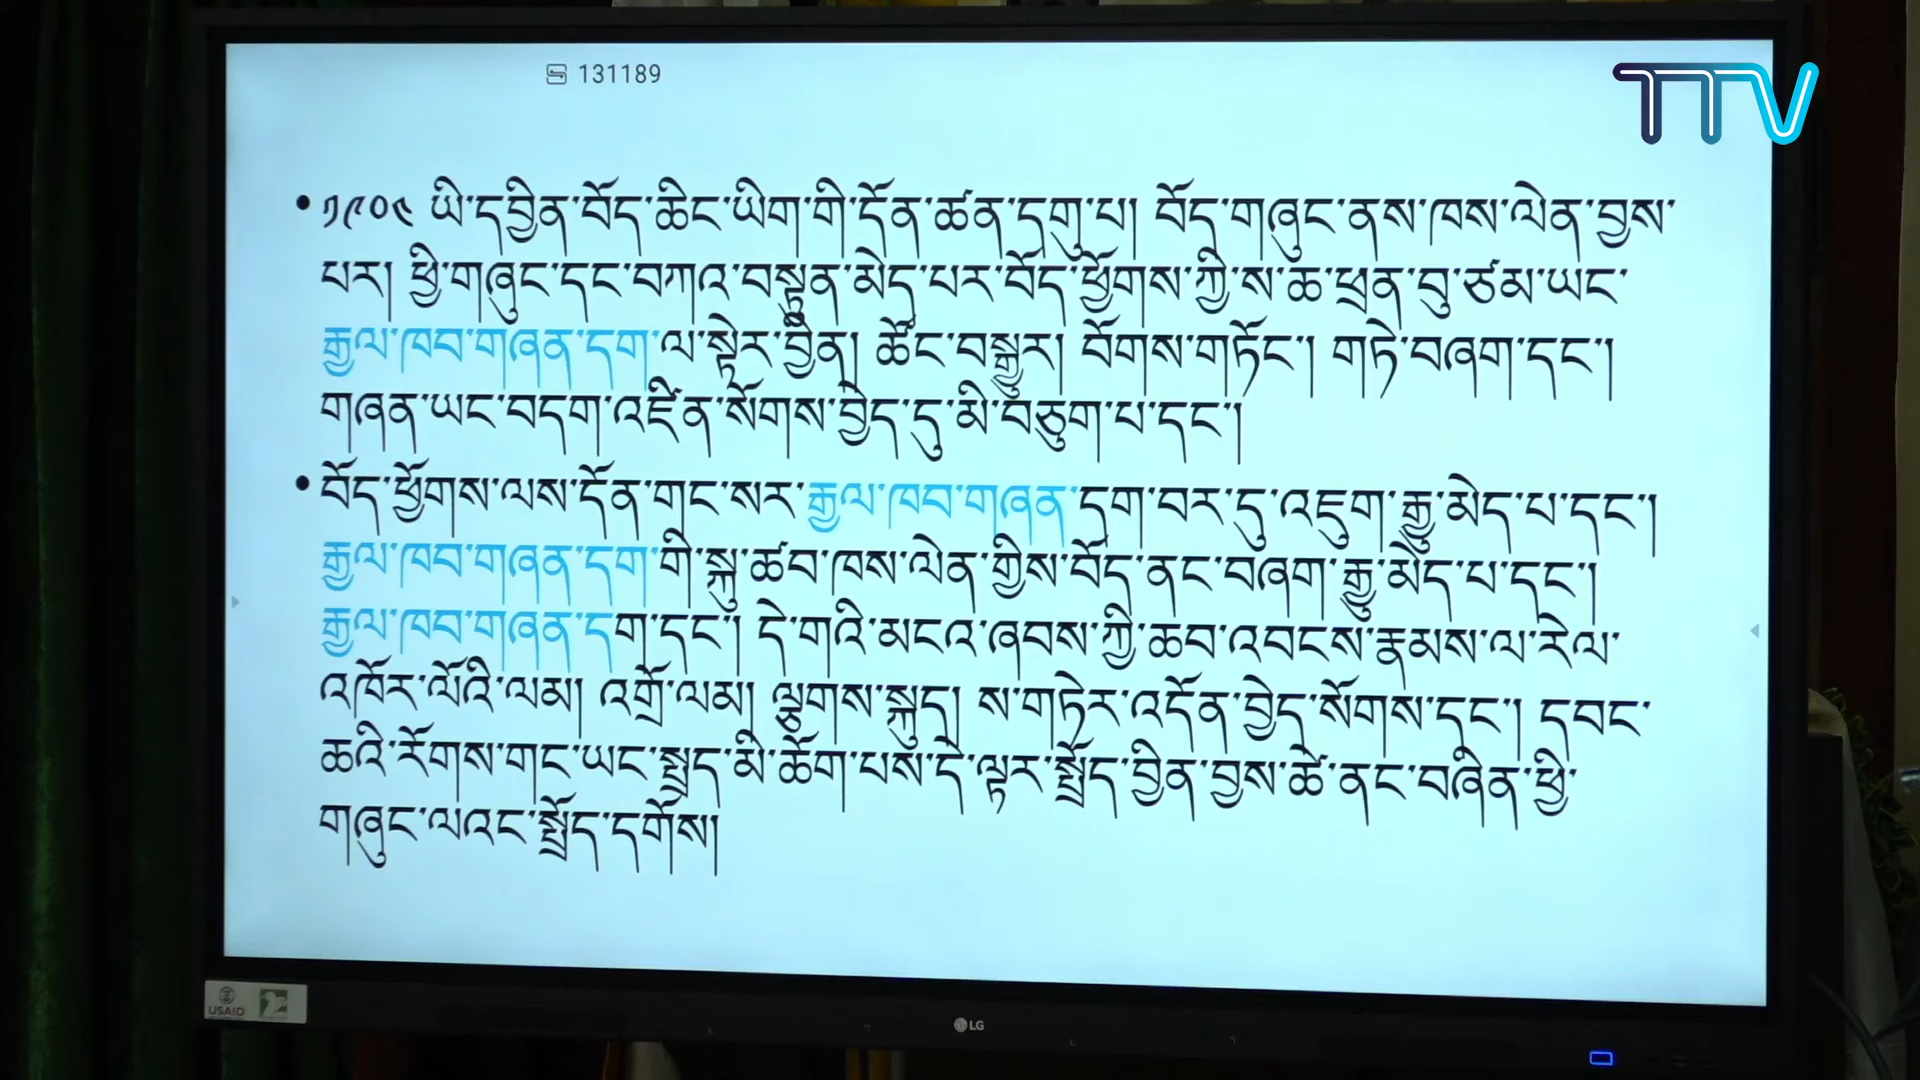 131189
TTV
• ༡༩༠༤ ཡི་དབྱིན་བོད་ཆིང་ཡིག་གི་དོན་ཚན་དགུ་པ། བོད་གཞུང་ནས་ཁས་ལེན་བྱས་
པར། ཕྱི་གཞུང་དང་བཀའ་བསྟུན་མེད་པར་བོད་ཕྱོགས་ཀྱི་ས་ཆ་ཕྲན་བུ་ཙམ་ཡང་
རྒྱལ་ཁབ་གཞན་དག་ལ་སྟེར་བྱིན། ཚོང་བསྒྱུར། བོགས་གཏོང་། གཏེ་བཞག་དང་།
གཞན་ཡང་བདག་འཛིན་སོགས་བྱེད་དུ་མི་བཅུག་པ་དང་།
• བོད་ཕྱོགས་ལས་དོན་གང་སར་རྒྱལ་ཁབ་གཞན་དག་བར་དུ་འཇུག་རྒྱུ་མེད་པ་དང་།
རྒྱལ་ཁབ་གཞན་དག་གི་སྐུ་ཚབ་ཁས་ལེན་གྱིས་བོད་ནང་བཞག་རྒྱུ་མེད་པ་དང་།
རྒྱལ་ཁབ་གཞན་དག་དང་། དེ་གའི་མངའ་ཞབས་ཀྱི་ཆབ་འབངས་རྣམས་ལ་རེལ་
འཁོར་ལོའི་ལམ། འགྲོ་ལམ། ལྕགས་སྐུད། ས་གཏེར་འདོན་བྱེད་སོགས་དང་། དབང་
ཆའི་རོགས་གང་ཡང་སྤྲད་མི་ཆོག་པས་དེ་ལྟར་སྤྲོད་བྱིན་བྱས་ཚེ་ནང་བཞིན་ཕྱི་
གཞུང་ལའང་སྤྲོད་དགོས།
USAID
LG